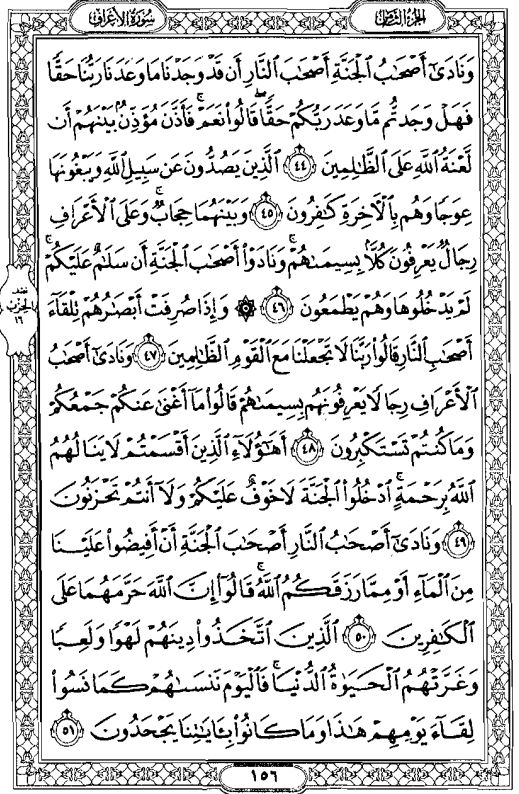 الجزء الثامن
سورة الأعراف
وَنَادَىٰٓ أَصْحَٰبُ ٱلْجَنَّةِ أَصْحَٰبَ ٱلنَّارِ أَن قَدْ وَجَدْنَا مَا وَعَدَنَا رَبُّنَا حَقًّا
فَهَلْ وَجَدتُّم مَّا وَعَدَ رَبُّكُمْ حَقًّا ۖ قَالُوا۟ نَعَمْ ۚ فَأَذَّنَ مُؤَذِّنٌۢ بَيْنَهُمْ أَن
لَّعْنَةُ ٱللَّهِ عَلَى ٱلظَّٰلِمِينَ ٤٤ ٱلَّذِينَ يَصُدُّونَ عَن سَبِيلِ ٱللَّهِ وَيَبْغُونَهَا
عِوَجًا وَهُم بِٱلْءَاخِرَةِ كَٰفِرُونَ ٤٥ وَبَيْنَهُمَا حِجَابٌ ۚ وَعَلَى ٱلْأَعْرَافِ
رِجَالٌ يَعْرِفُونَ كُلًّۢا بِسِيمَىٰهُمْ ۚ وَنَادَوْا۟ أَصْحَٰبَ ٱلْجَنَّةِ أَن سَلَٰمٌ عَلَيْكُمْ ۚ
لَمْ يَدْخُلُوهَا وَهُمْ يَطْمَعُونَ ٤٦ ۞ وَإِذَا صُرِفَتْ أَبْصَٰرُهُمْ تِلْقَآءَ
أَصْحَٰبِ ٱلنَّارِ قَالُوا۟ رَبَّنَا لَا تَجْعَلْنَا مَعَ ٱلْقَوْمِ ٱلظَّٰلِمِينَ ٤٧ وَنَادَىٰٓ أَصْحَٰبُ
ٱلْأَعْرَافِ رِجَالًا يَعْرِفُونَهُم بِسِيمَىٰهُمْ قَالُوا۟ مَآ أَغْنَىٰ عَنكُمْ جَمْعُكُمْ
وَمَا كُنتُمْ تَسْتَكْبِرُونَ ٤٨ أَهَٰٓؤُلَآءِ ٱلَّذِينَ أَقْسَمْتُمْ لَا يَنَالُهُمُ
ٱللَّهُ بِرَحْمَةٍ ۚ ٱدْخُلُوا۟ ٱلْجَنَّةَ لَا خَوْفٌ عَلَيْكُمْ وَلَآ أَنتُمْ تَحْزَنُونَ
٤٩ وَنَادَىٰٓ أَصْحَٰبُ ٱلنَّارِ أَصْحَٰبَ ٱلْجَنَّةِ أَنْ أَفِيضُوا۟ عَلَيْنَا
مِنَ ٱلْمَآءِ أَوْ مِمَّا رَزَقَكُمُ ٱللَّهُ ۚ قَالُوٓا۟ إِنَّ ٱللَّهَ حَرَّمَهُمَا عَلَى
ٱلْكَٰفِرِينَ ٥٠ ٱلَّذِينَ ٱتَّخَذُوا۟ دِينَهُمْ لَهْوًا وَلَعِبًا
وَغَرَّتْهُمُ ٱلْحَيَوٰةُ ٱلدُّنْيَا ۚ فَٱلْيَوْمَ نَنسَىٰهُمْ كَمَا نَسُوا۟
لِقَآءَ يَوْمِهِمْ هَٰذَا وَمَا كَانُوا۟ بِـَٔايَٰتِنَا يَجْحَدُونَ ٥١
نصف
الحزب
١٦
١٥٦